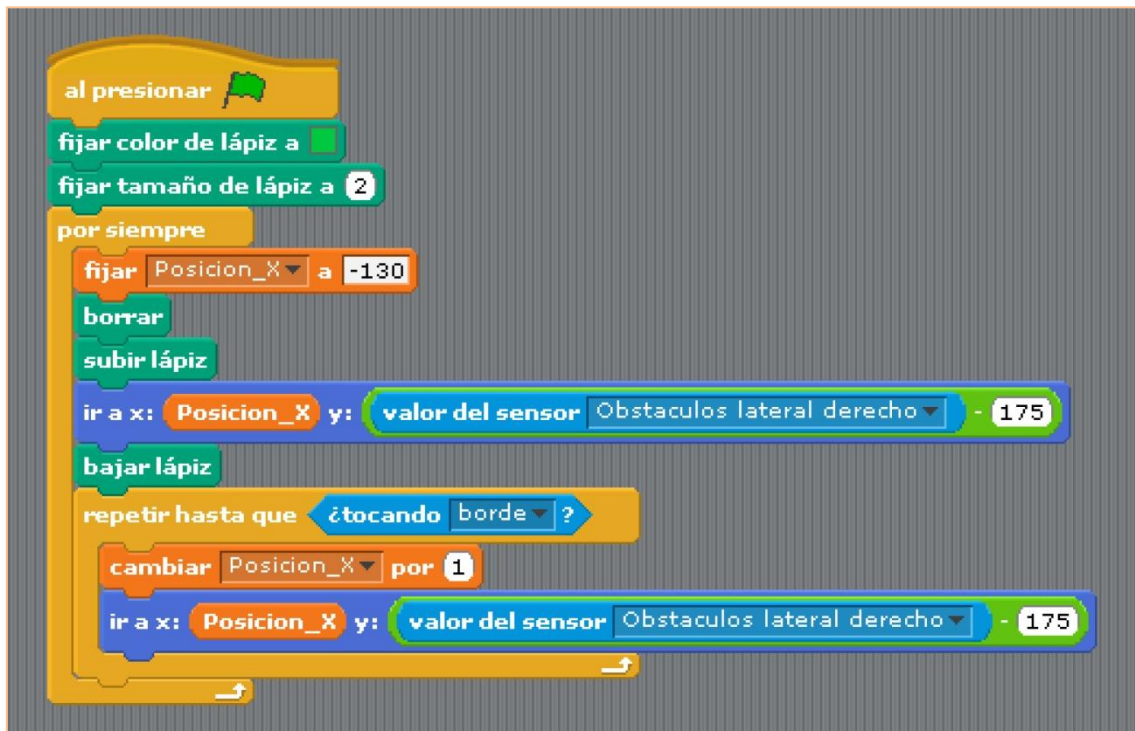 al presionar
fijar color de lápiz a
fijar tamaño de lápiz a 2
por siempre
fijar Posicion_X a -130
borrar
subir lápiz
ir a x: Posicion_X y: valor del sensor Obstaculos lateral derecho - 175
bajar lápiz
repetir hasta que ¿tocando borde ?
cambiar Posicion_X por 1
ir a x: Posicion_X y: valor del sensor Obstaculos lateral derecho - 175